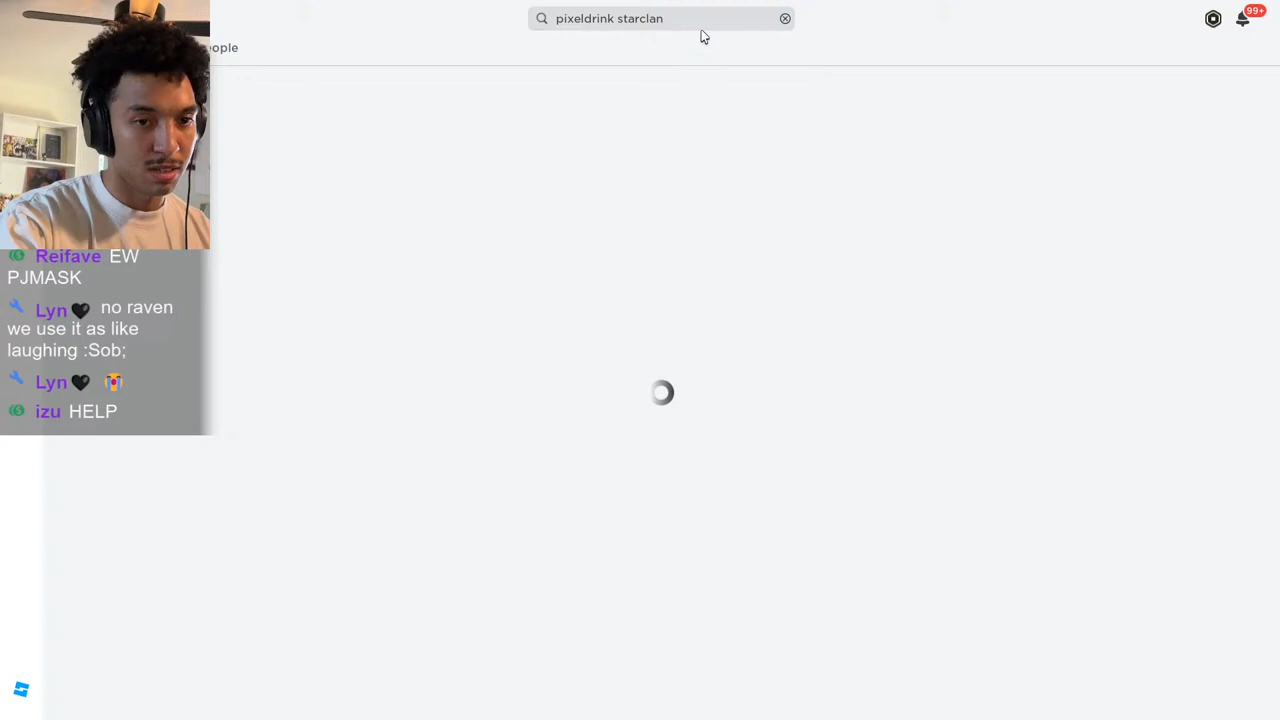 pixeldrink starclan
99+
eople
Reifave EW
PJMASK
Lyn🖤 no raven
we use it as like
laughing :Sob;
Lyn🖤 😭
izu HELP